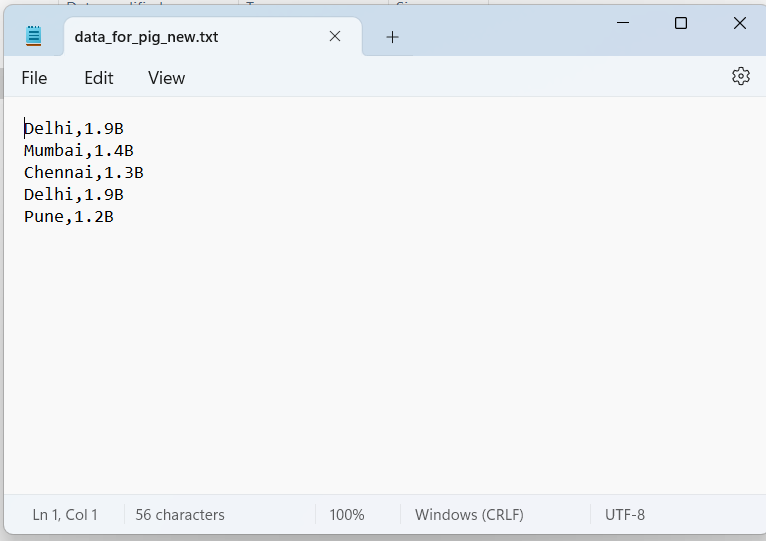 data_for_pig_new.txt
File Edit View
Delhi,1.9B
Mumbai,1.4B
Chennai,1.3B
Delhi,1.9B
Pune,1.2B
Ln 1, Col 1 56 characters 100% Windows (CRLF) UTF-8